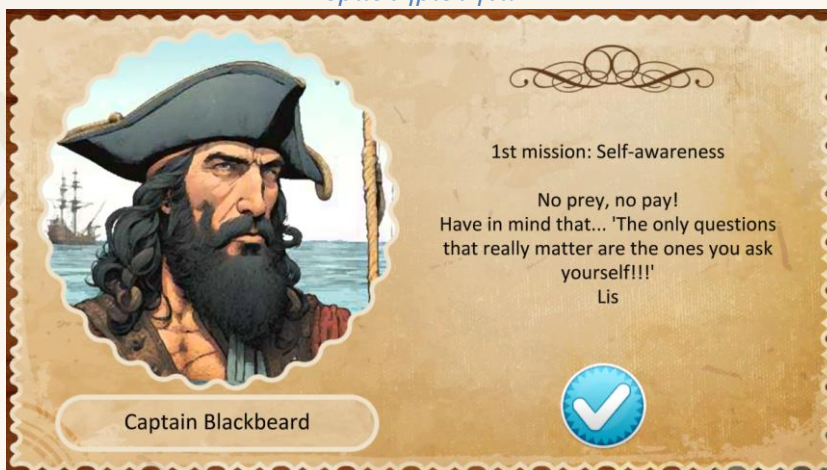 1st mission: Self-awareness
No prey, no pay!
Have in mind that... 'The only questions
that really matter are the ones you ask
yourself!!!'
Lis
Captain Blackbeard